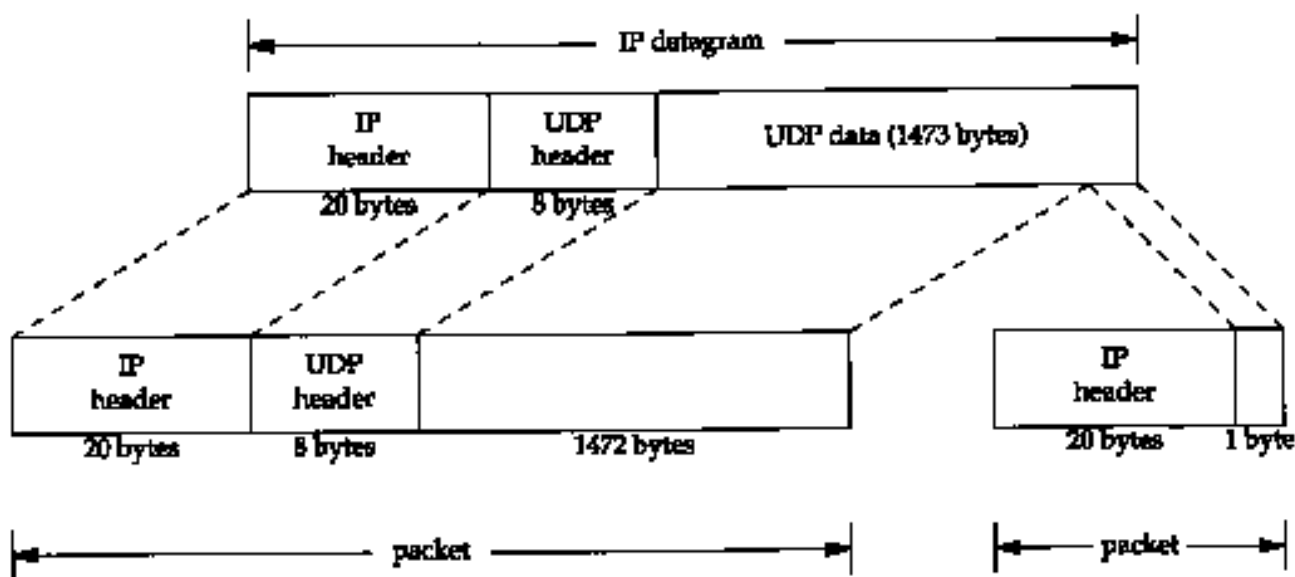 IP datagram
IP
header
UDP
header
UDP data (1473 bytes)
20 bytes
8 bytes
IP
header
UDP
header
IP
header
20 bytes
8 bytes
1472 bytes
20 bytes
1 byte
packet
packet